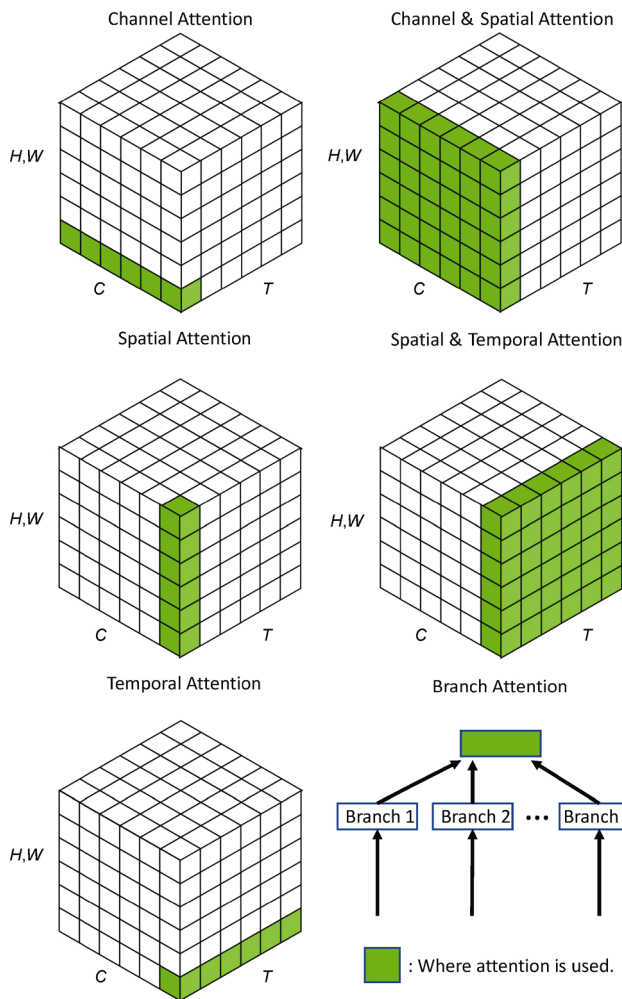 Channel Attention
Channel & Spatial Attention
H,W
H,W
C
T
C
T
Spatial Attention
Spatial & Temporal Attention
H,W
H,W
C
T
C
T
Temporal Attention
Branch Attention
H,W
Branch 1
Branch 2
•••
Branch
C
T
: Where attention is used.